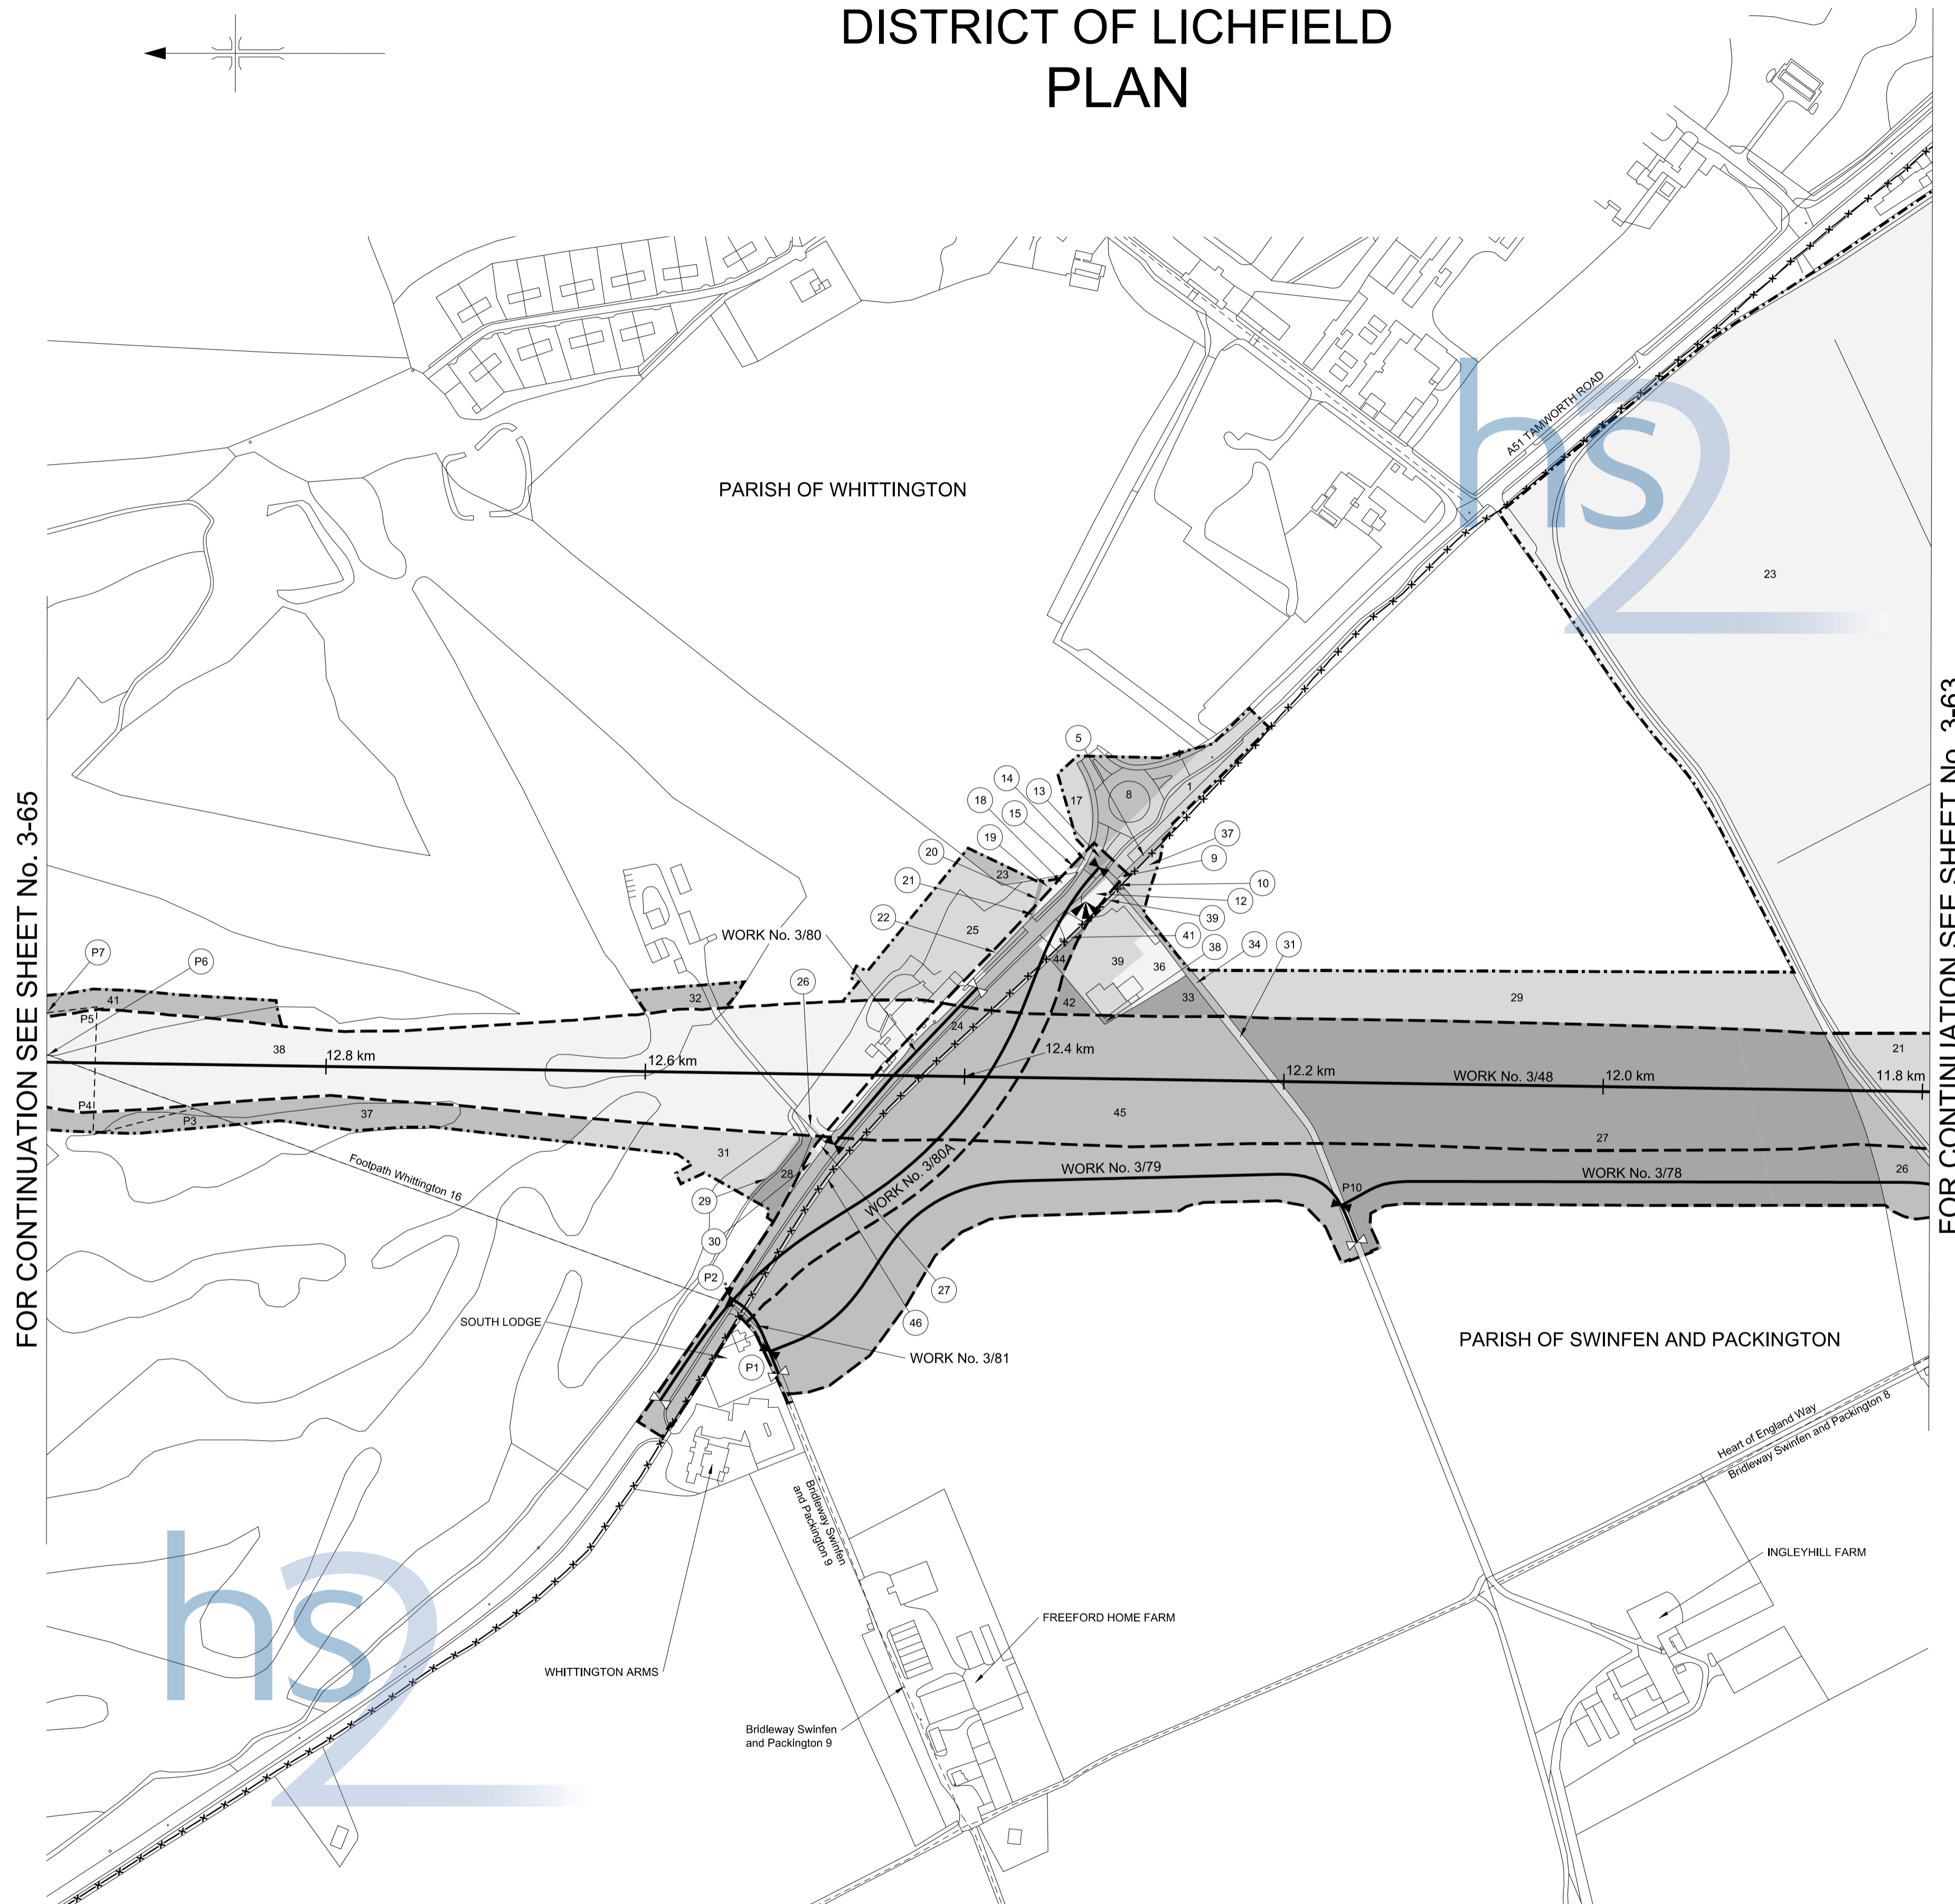 DISTRICT OF LICHFIELD
PLAN
A51 TAMWORTH ROAD
hs2
PARISH OF WHITTINGTON
23
FOR CONTINUATION SEE SHEET No. 3-65
FOR CONTINUATION SEE SHEET No. 3-63
5
14
13
18
15
19
20
21
22
17
8
1
37
9
10
12
39
41
38
34
31
23
25
WORK No. 3/80
26
P7
P6
41
P5
32
44
39
36
42
33
29
24
38
12.8 km
12.6 km
12.4 km
12.2 km
WORK No. 3/48
12.0 km
11.8 km
21
P4
P3
37
45
27
31
28
Footpath Whittington 16
29
30
WORK No. 3/80A
WORK No. 3/79
WORK No. 3/78
P10
26
P2
27
46
SOUTH LODGE
P1
WORK No. 3/81
PARISH OF SWINFEN AND PACKINGTON
Heart of England Way
Bridleway Swinfen and Packington 8
Bridleway Swinfen
and Packington 9
INGLEYHILL FARM
FREEFORD HOME FARM
WHITTINGTON ARMS
hs2
Bridleway Swinfen
and Packington 9